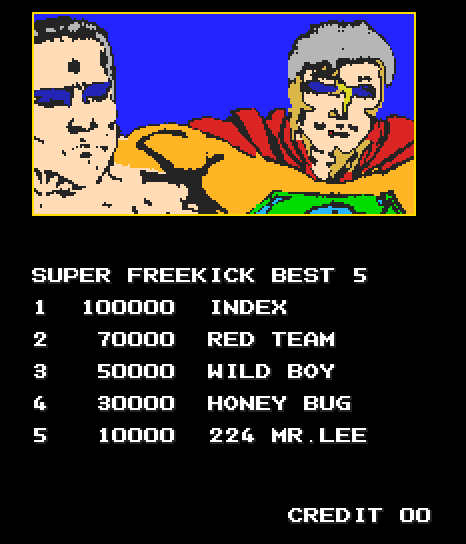 SUPER FREEKICK BEST 5
1 100000 INDEX
2 70000 RED TEAM
3 50000 WILD BOY
4 30000 HONEY BUG
5 10000 224 MR.LEE
CREDIT 00